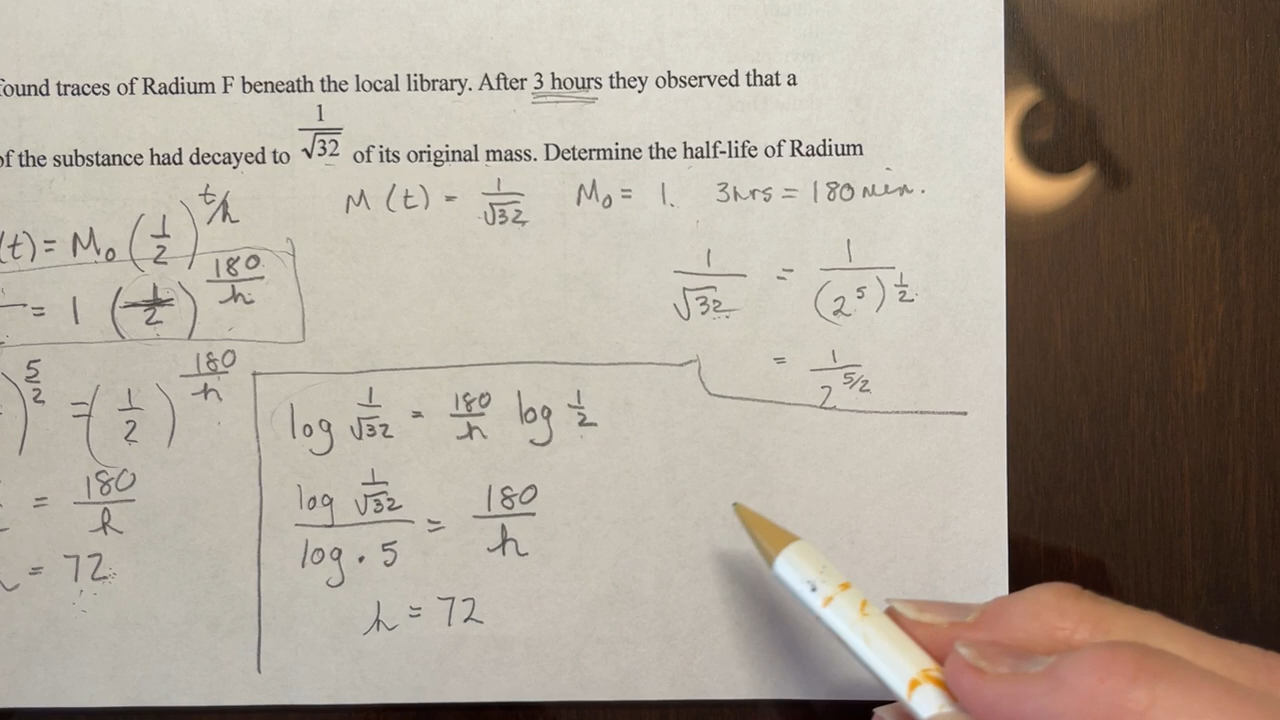 found traces of Radium F beneath the local library. After 3 hours they observed that a
of the substance had decayed to 1/√32 of its original mass. Determine the half-life of Radium
M(t) = 1/√32 M₀ = 1. 3hrs = 180 min.
(t) = M₀ (1/2)^(t/h)
= 1 (1/2)^(180/h)
)^(5/2) = (1/2)^(180/h)
= 180/h
h = 72
1/√32 = 1/(2⁵)^(1/2)
= 1/2^(5/2)
log 1/√32 = 180/h log 1/2
log 1/√32 / log · 5 = 180/h
h = 72